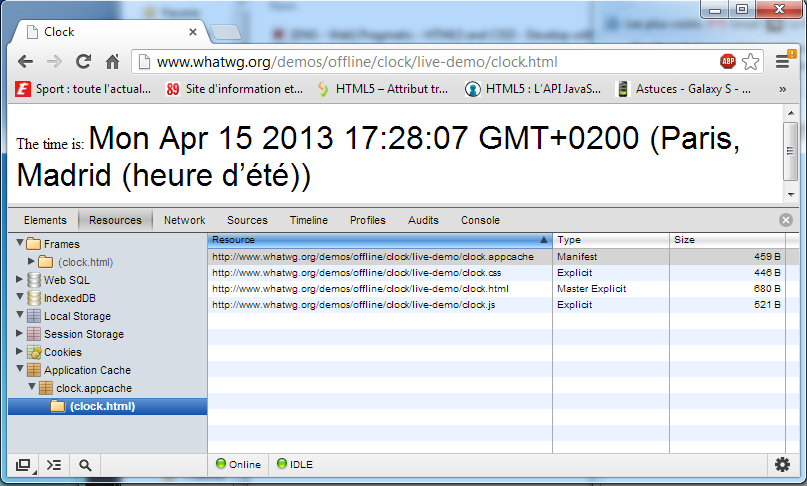 Clock
www.whatwg.org/demos/offline/clock/live-demo/clock.html
ABP
Sport : toute l'actual... 89 Site d'information et... HTML5 – Attribut tr... HTML5 : L'API JavaS... Astuces - Galaxy S - ... »
The time is: Mon Apr 15 2013 17:28:07 GMT+0200 (Paris,
Madrid (heure d'été))
Elements Resources Network Sources Timeline Profiles Audits Console
Frames
(clock.html)
Web SQL
IndexedDB
Local Storage
Session Storage
Cookies
Application Cache
clock.appcache
(clock.html)
Resource Type Size
http://www.whatwg.org/demos/offline/clock/live-demo/clock.appcache Manifest 459 B
http://www.whatwg.org/demos/offline/clock/live-demo/clock.css Explicit 446 B
http://www.whatwg.org/demos/offline/clock/live-demo/clock.html Master Explicit 680 B
http://www.whatwg.org/demos/offline/clock/live-demo/clock.js Explicit 521 B
Online IDLE